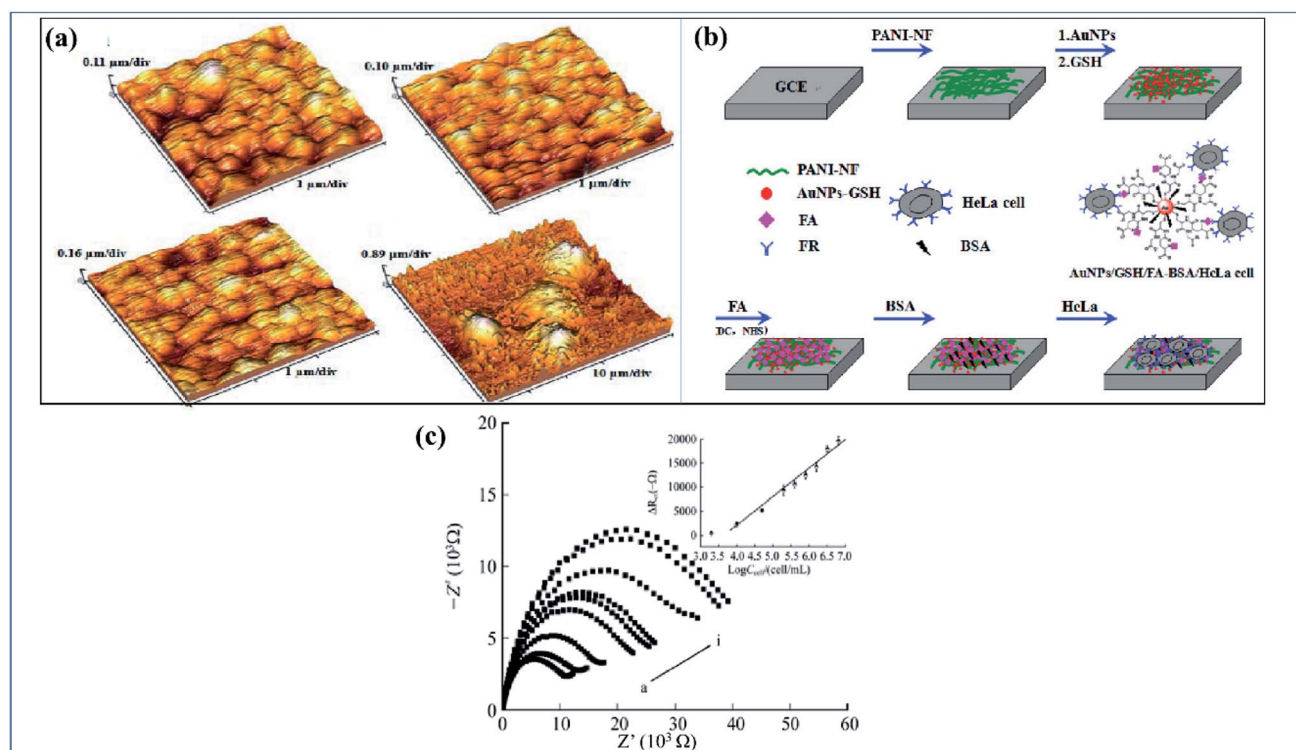 (a)
0.11 µm/div
1 µm/div
0.10 µm/div
1 µm/div
0.16 µm/div
1 µm/div
0.89 µm/div
10 µm/div
(b)
GCE
PANI-NF
1.AuNPs
2.GSH
PANI-NF
AuNPs-GSH
FA
FR
HeLa cell
BSA
AuNPs/GSH/FA-BSA/HeLa cell
FA
DC, NHS)
BSA
HeLa
(c)
20
15
10
5
0
−Z″ (10³Ω)
0 10 20 30 40 50 60
Z' (10³ Ω)
a
i
20000
15000
10000
5000
0
3.0 3.5 4.0 4.5 5.0 5.5 6.0 6.5 7.0